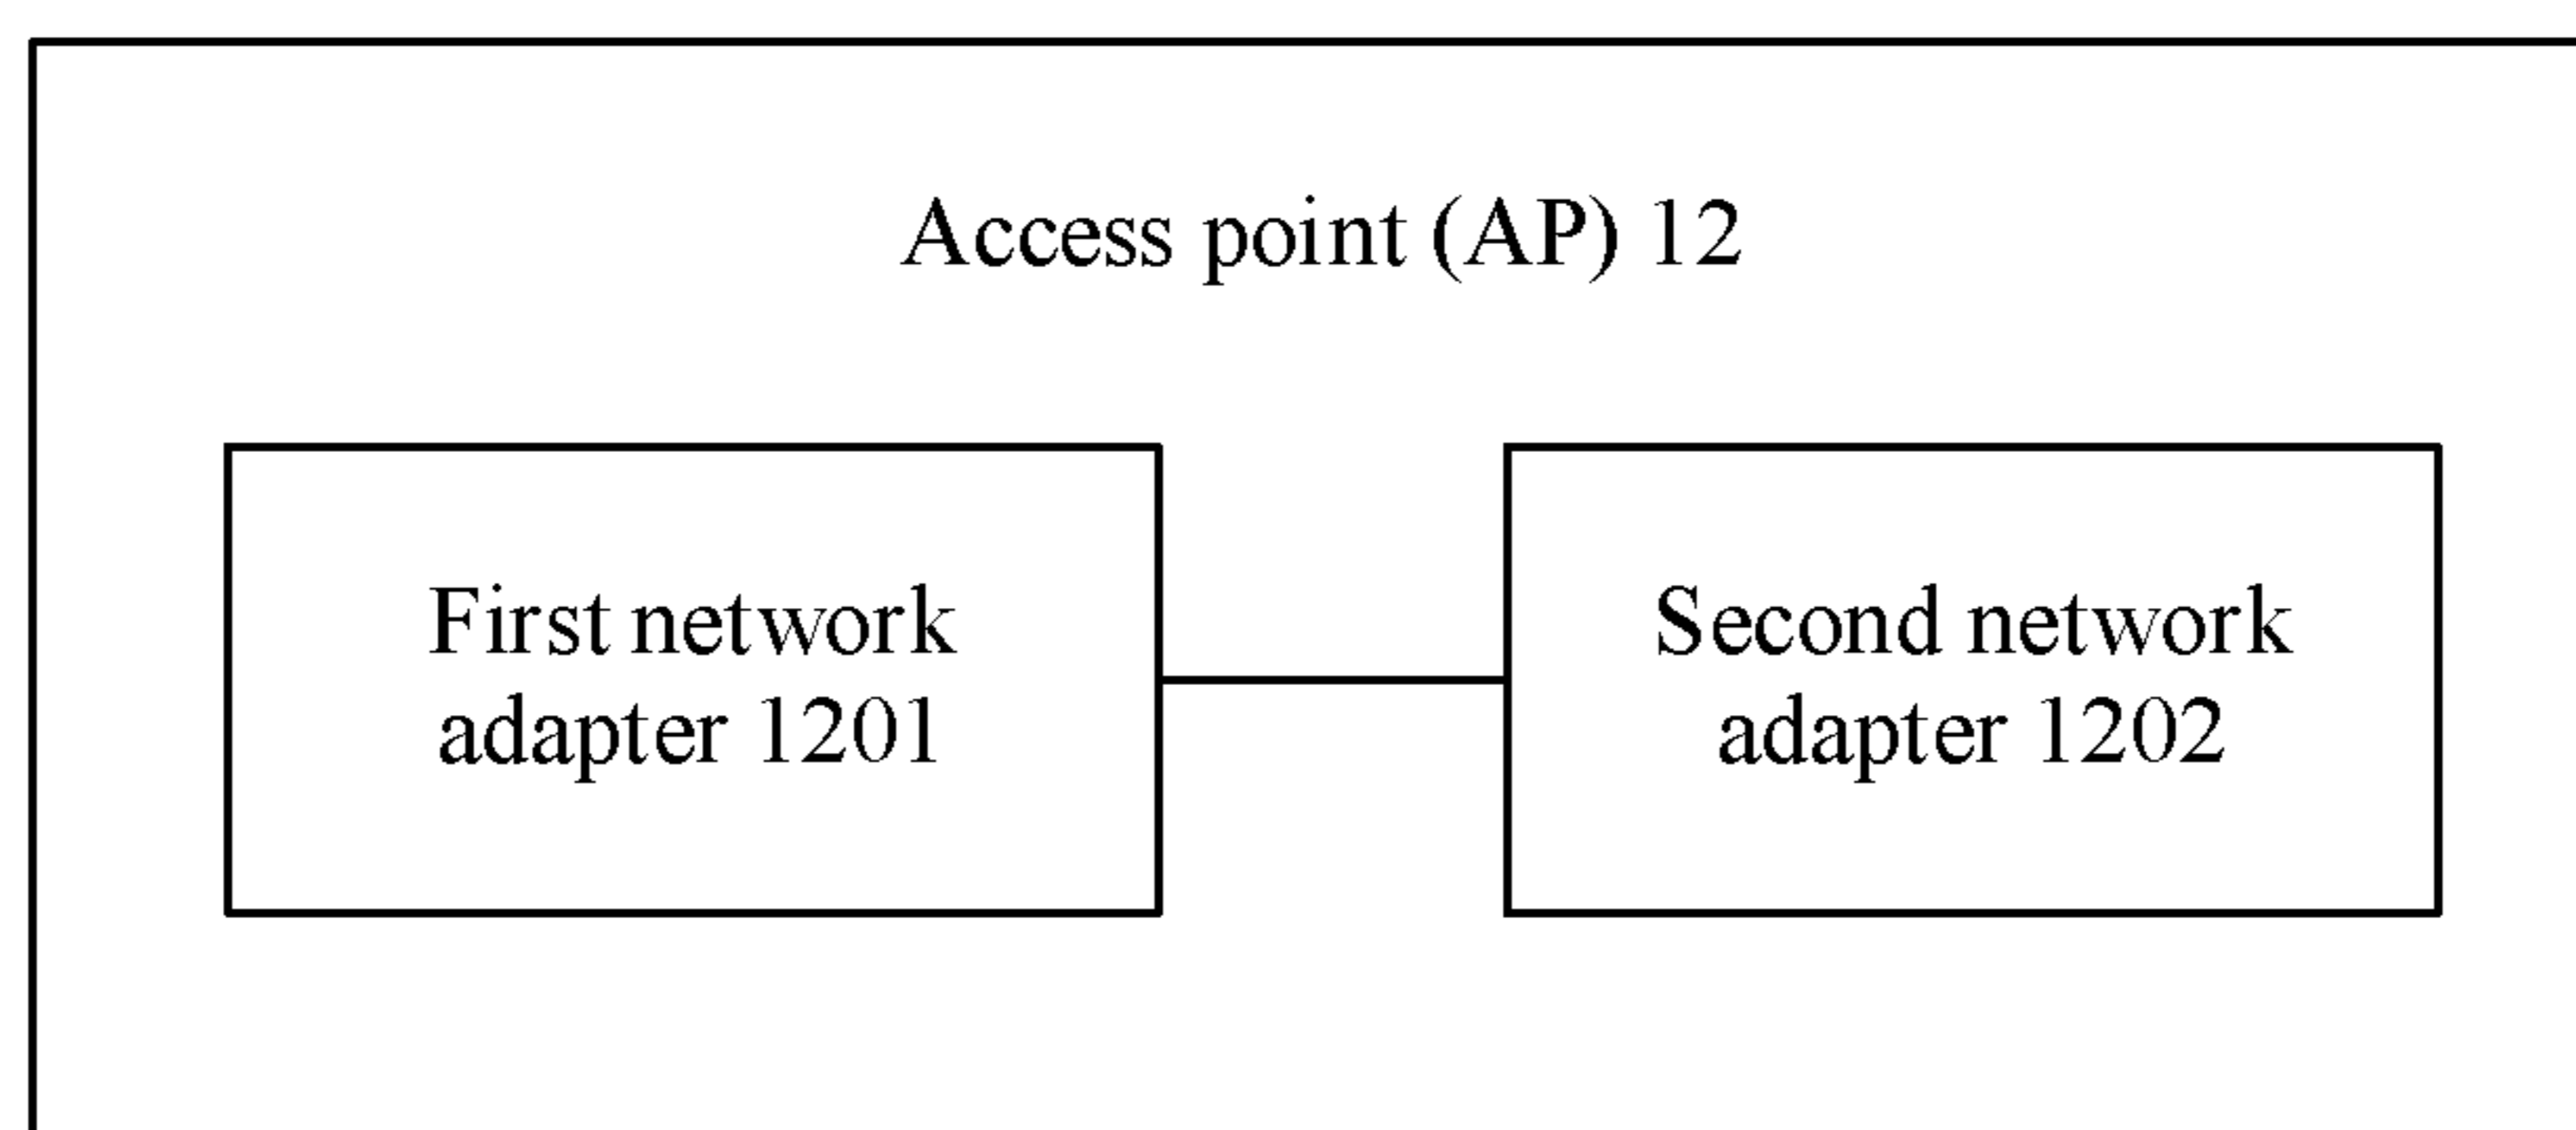 Access point (AP) 12
First network
adapter 1201
Second network
adapter 1202